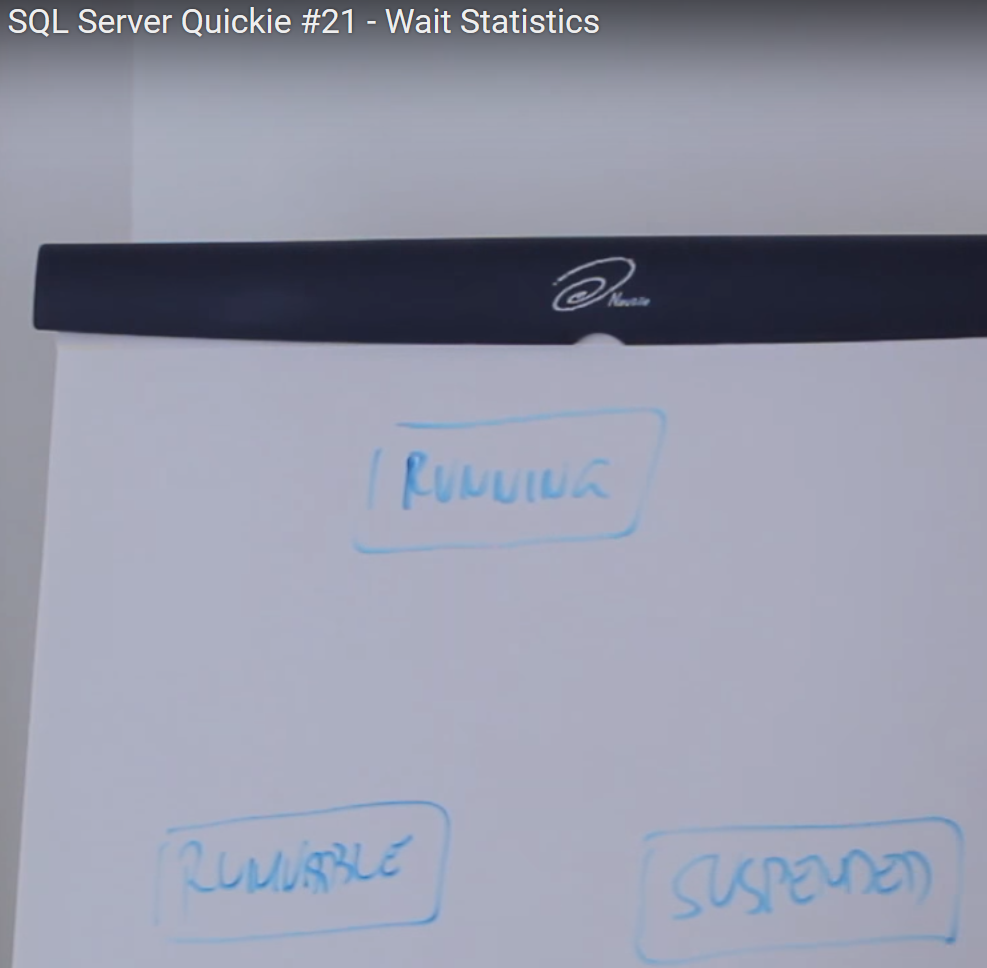 SQL Server Quickie #21 - Wait Statistics
RUNNING
RUNNABLE
SUSPENDED